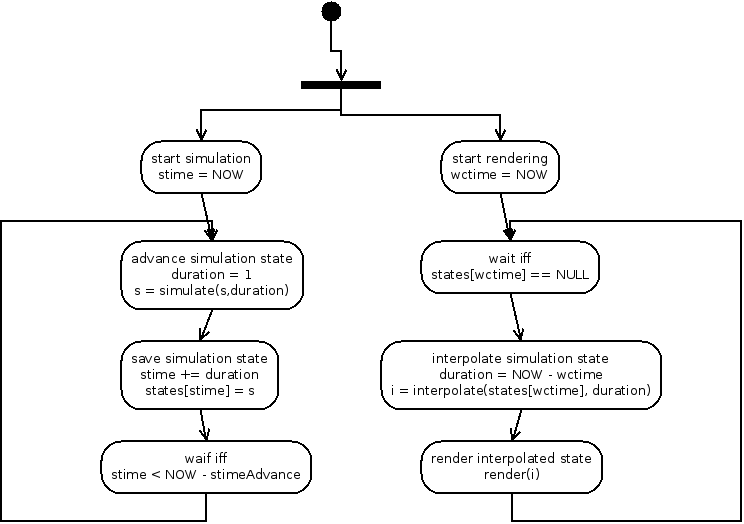 start simulation
stime = NOW
start rendering
wctime = NOW
advance simulation state
duration = 1
s = simulate(s,duration)
wait iff
states[wctime] == NULL
save simulation state
stime += duration
states[stime] = s
interpolate simulation state
duration = NOW - wctime
i = interpolate(states[wctime], duration)
waif iff
stime < NOW - stimeAdvance
render interpolated state
render(i)